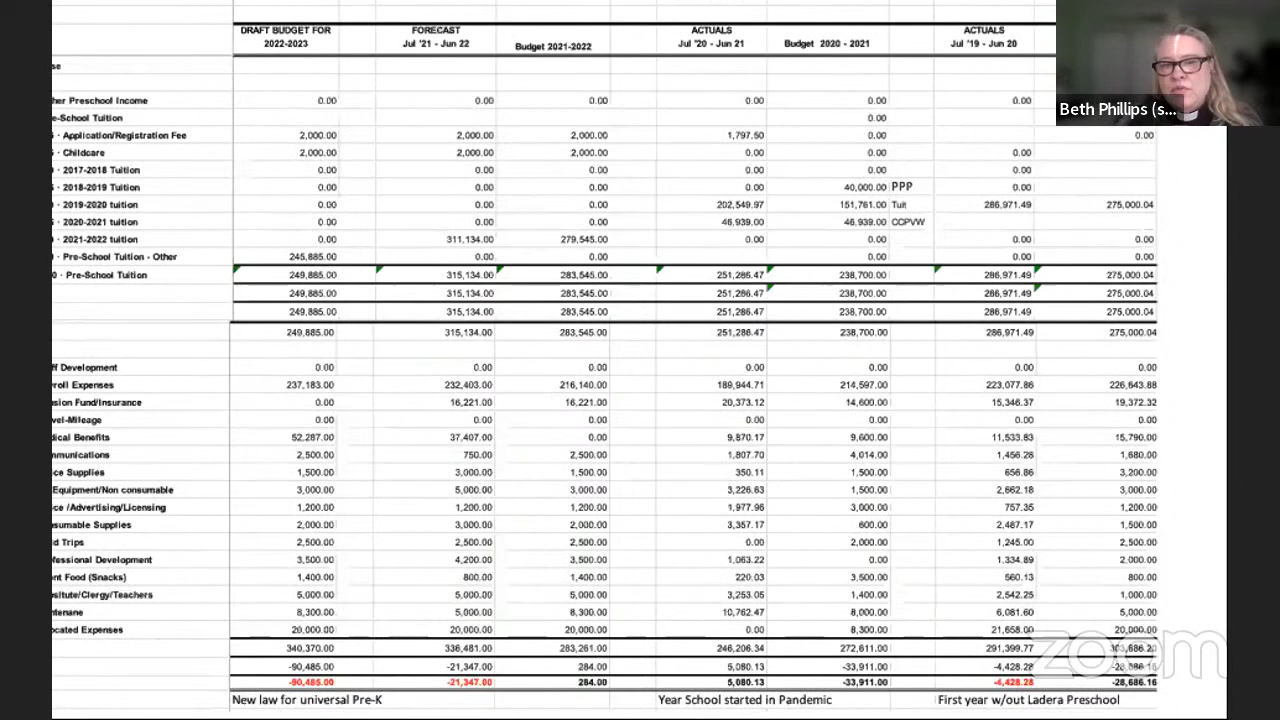 DRAFT BUDGET FOR 2022-2023 FORECAST Jul '21 - Jun 22 Budget 2021-2022 ACTUALS Jul '20 - Jun 21 Budget 2020 - 2021 ACTUALS Jul '19 - Jun 20
se
her Preschool Income 0.00 0.00 0.00 0.00 0.00 0.00
e-School Tuition 0.00
· Application/Registration Fee 2,000.00 2,000.00 2,000.00 1,797.50 0.00 0.00
· Childcare 2,000.00 2,000.00 2,000.00 0.00 0.00 0.00
· 2017-2018 Tuition 0.00 0.00 0.00 0.00 0.00
· 2018-2019 Tuition 0.00 0.00 0.00 0.00 40,000.00 PPP 0.00
· 2019-2020 tuition 0.00 0.00 0.00 202,549.97 151,761.00 Tuit 286,971.49 275,000.04
· 2020-2021 tuition 0.00 0.00 0.00 46,939.00 46,939.00 CCPVW
· 2021-2022 tuition 0.00 311,134.00 279,545.00 0.00 0.00 0.00 0.00
· Pre-School Tuition - Other 245,885.00 0.00 0.00 0.00 0.00 0.00
0 · Pre-School Tuition 249,885.00 315,134.00 283,545.00 251,286.47 238,700.00 286,971.49 275,000.04
249,885.00 315,134.00 283,545.00 251,286.47 238,700.00 286,971.49 275,000.04
249,885.00 315,134.00 283,545.00 251,286.47 238,700.00 286,971.49 275,000.04
249,885.00 315,134.00 283,545.00 251,286.47 238,700.00 286,971.49 275,000.04
ff Development 0.00 0.00 0.00 0.00 0.00 0.00 0.00
roll Expenses 237,183.00 232,403.00 216,140.00 189,944.71 214,597.00 223,077.86 226,643.88
sion Fund/Insurance 0.00 16,221.00 16,221.00 20,373.12 14,600.00 15,346.37 19,372.32
vel-Mileage 0.00 0.00 0.00 0.00 0.00 0.00 0.00
dical Benefits 52,287.00 37,407.00 0.00 9,870.17 9,600.00 11,533.83 15,790.00
mmunications 2,500.00 750.00 2,500.00 1,807.70 4,014.00 1,456.28 1,680.00
ce Supplies 1,500.00 3,000.00 1,500.00 350.11 1,500.00 656.86 3,200.00
Equipment/Non consumable 3,000.00 5,000.00 3,000.00 3,226.63 1,500.00 2,662.18 3,000.00
ce /Advertising/Licensing 1,200.00 1,200.00 1,200.00 1,977.96 3,000.00 757.35 1,200.00
sumable Supplies 2,000.00 3,000.00 2,000.00 3,357.17 600.00 2,487.17 1,500.00
d Trips 2,500.00 2,500.00 2,500.00 0.00 2,000.00 1,245.00 2,500.00
fessional Development 3,500.00 4,200.00 3,500.00 1,063.22 0.00 1,334.89 2,000.00
nt Food (Snacks) 1,400.00 800.00 1,400.00 220.03 3,500.00 560.13 800.00
stitute/Clergy/Teachers 5,000.00 5,000.00 5,000.00 3,253.05 1,400.00 2,542.25 1,000.00
ntenane 8,300.00 5,000.00 8,300.00 10,762.47 8,000.00 6,081.60 5,000.00
ocated Expenses 20,000.00 20,000.00 20,000.00 0.00 8,300.00 21,658.00 20,000.00
340,370.00 336,481.00 283,261.00 246,206.34 272,611.00 291,399.77 303,686.20
-90,485.00 -21,347.00 284.00 5,080.13 -33,911.00 -4,428.28 -28,686.16
-90,485.00 -21,347.00 284.00 5,080.13 -33,911.00 -4,428.28 -28,686.16
New law for universal Pre-K Year School started in Pandemic First year w/out Ladera Preschool
Beth Phillips (s...
zoom